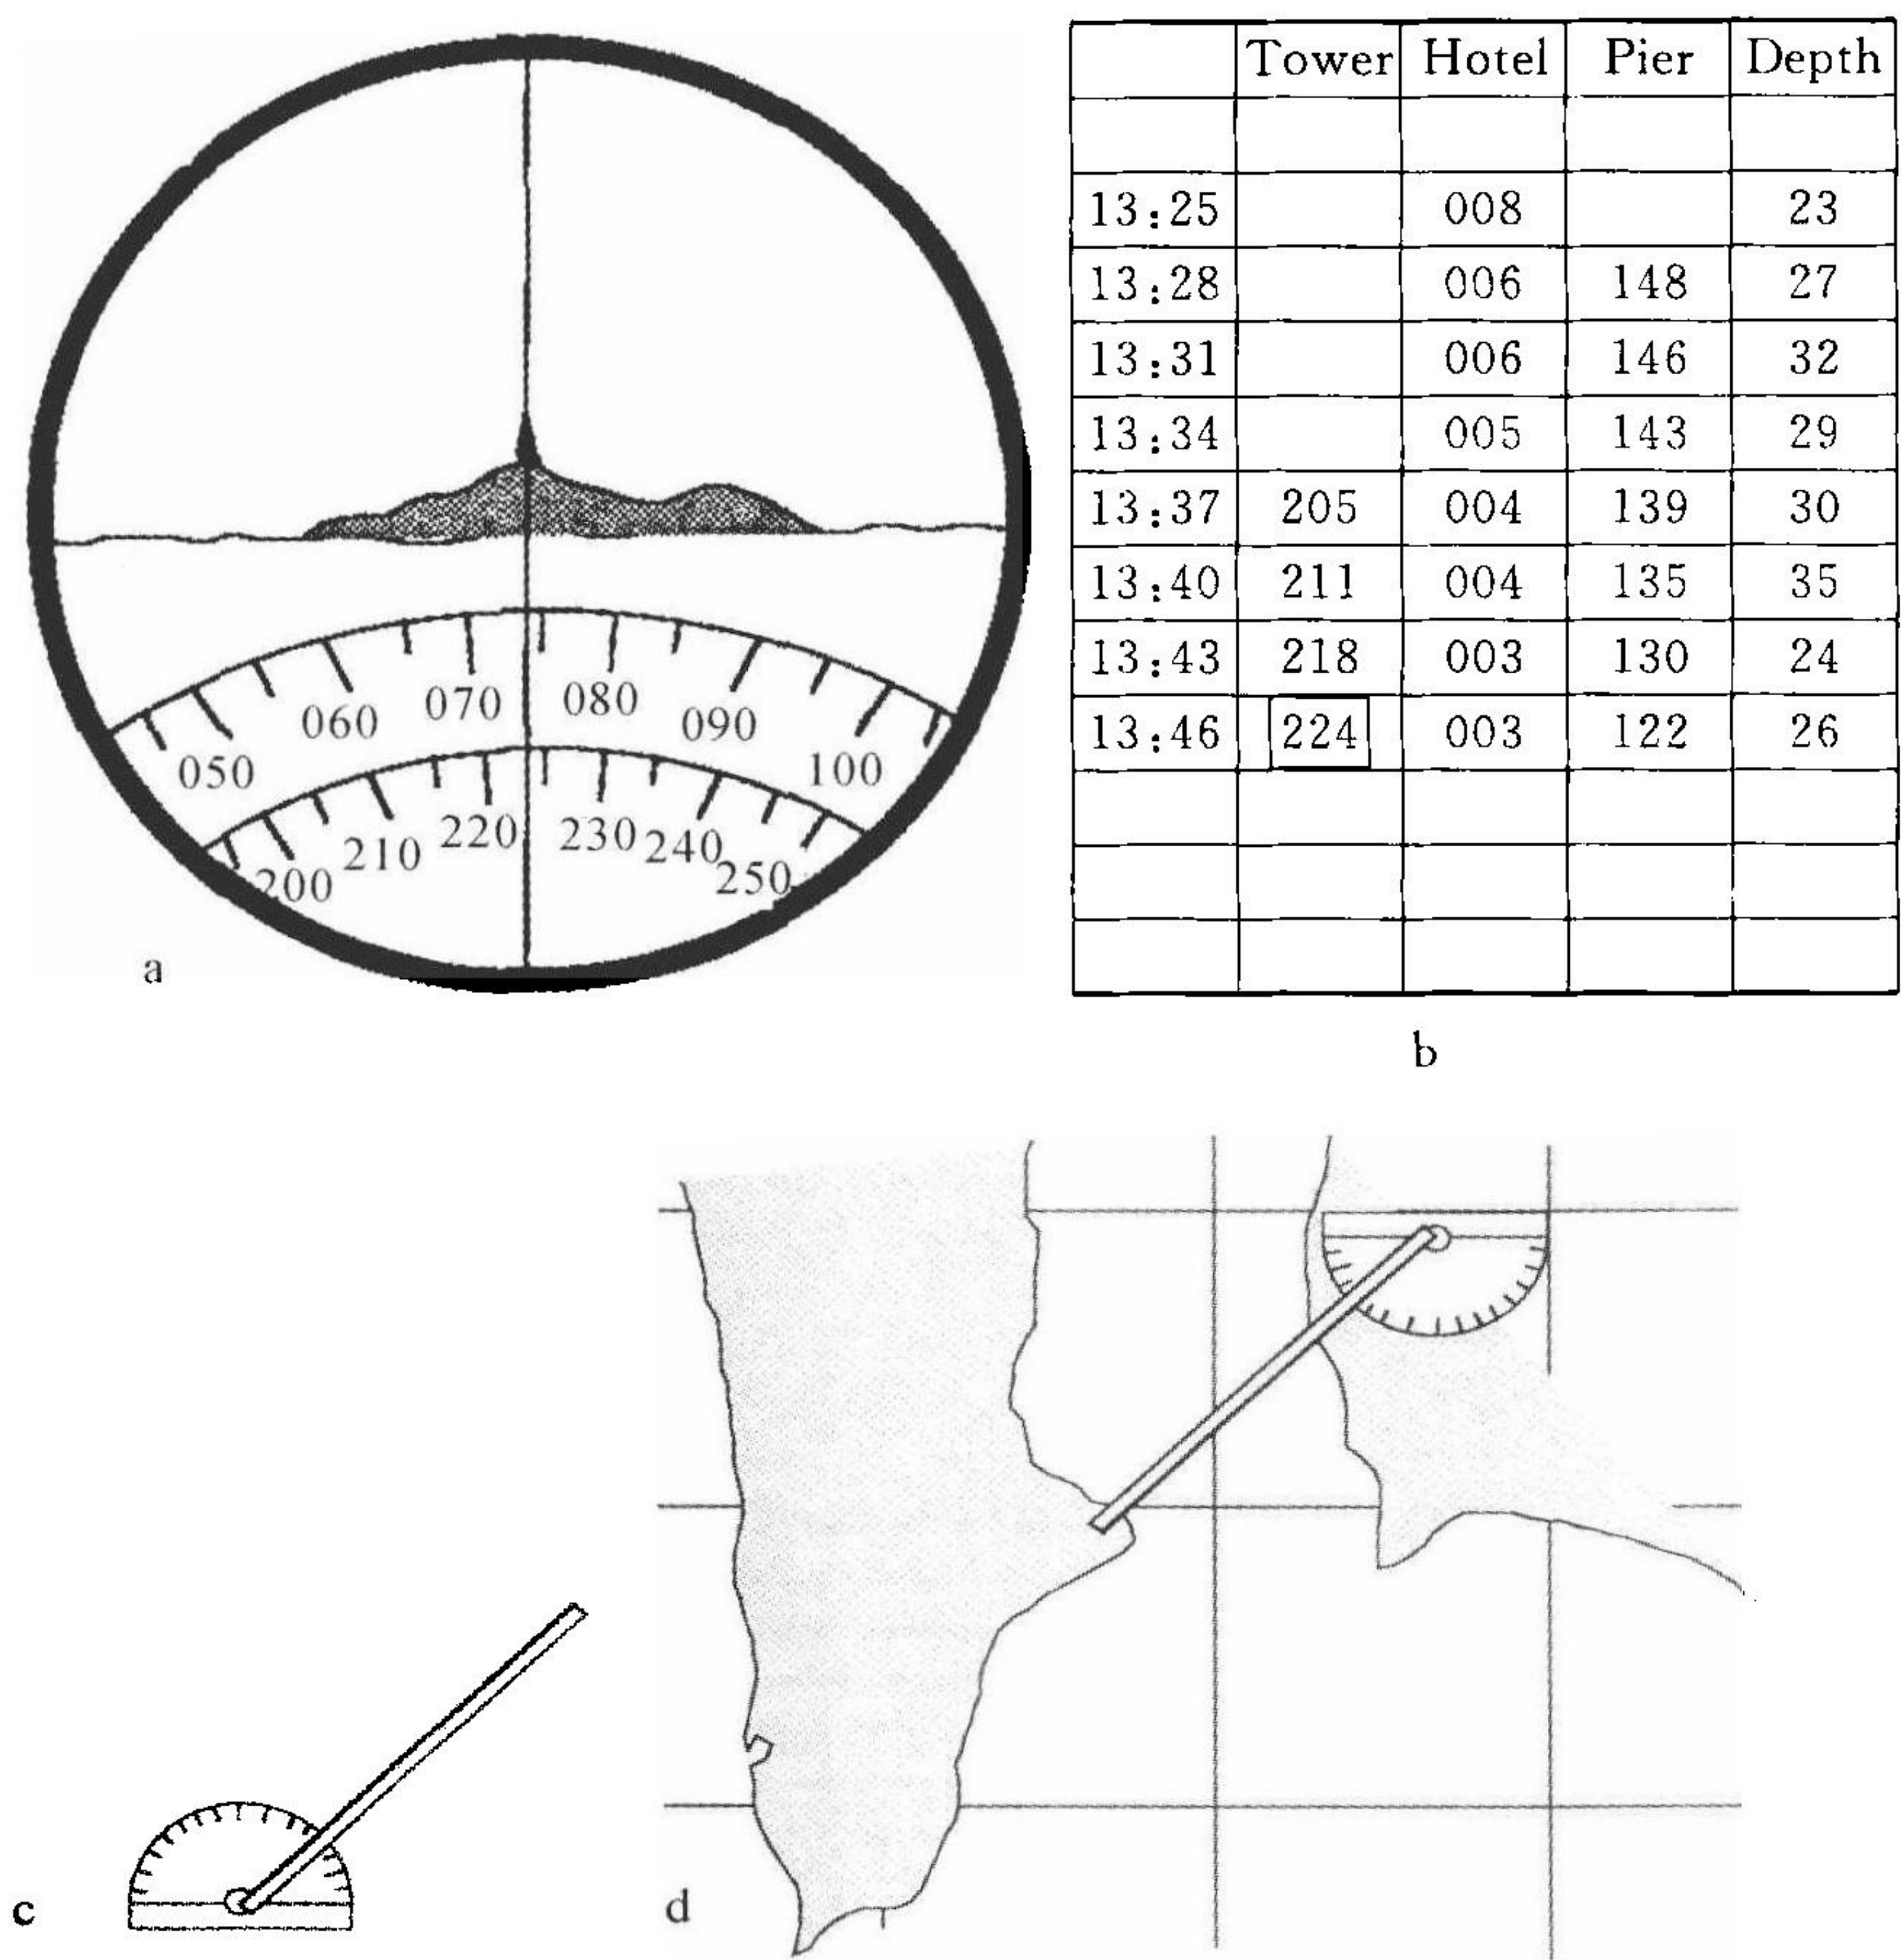 060 070 080 090
050 100
200 210 220 230 240 250
a
Tower Hotel Pier Depth
13:25 008 23
13:28 006 148 27
13:31 006 146 32
13:34 005 143 29
13:37 205 004 139 30
13:40 211 004 135 35
13:43 218 003 130 24
13:46 224 003 122 26
b
c
d